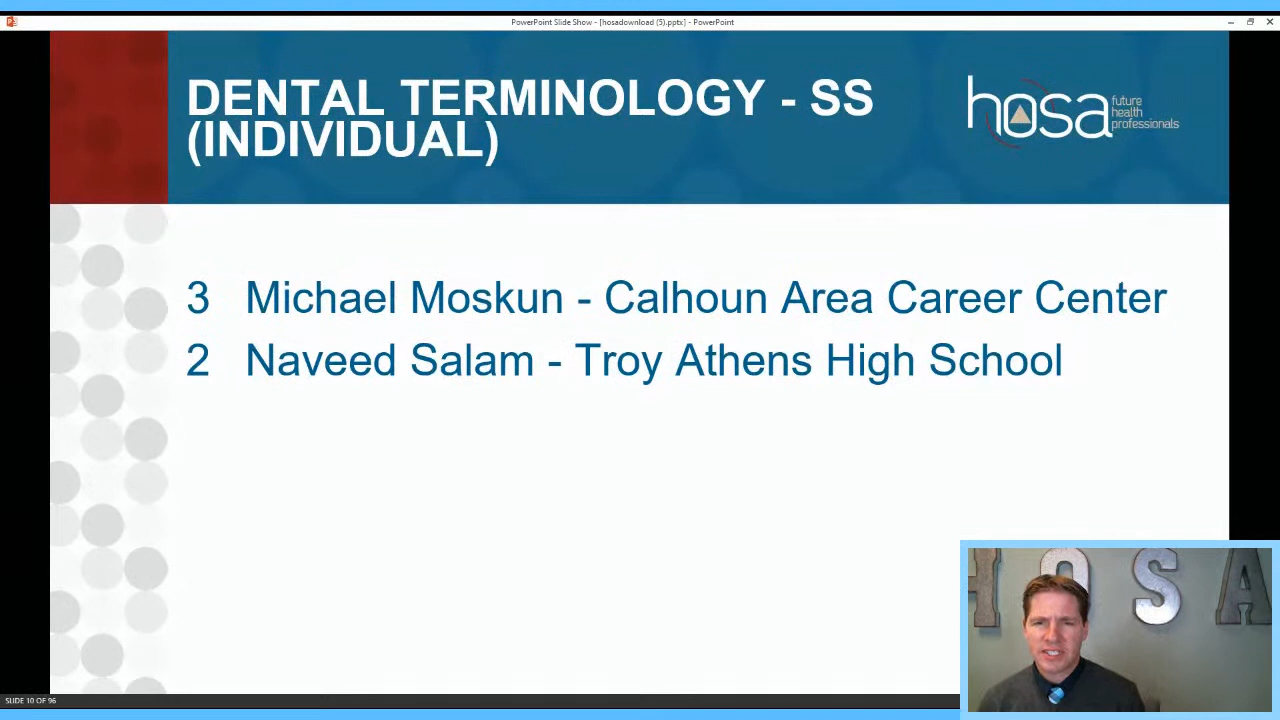 PowerPoint Slide Show - [hosadownload (5).pptx] - PowerPoint
DENTAL TERMINOLOGY - SS
(INDIVIDUAL)
hosa
future
health
professionals
3 Michael Moskun - Calhoun Area Career Center
2 Naveed Salam - Troy Athens High School
HOSA
SLIDE 10 OF 96